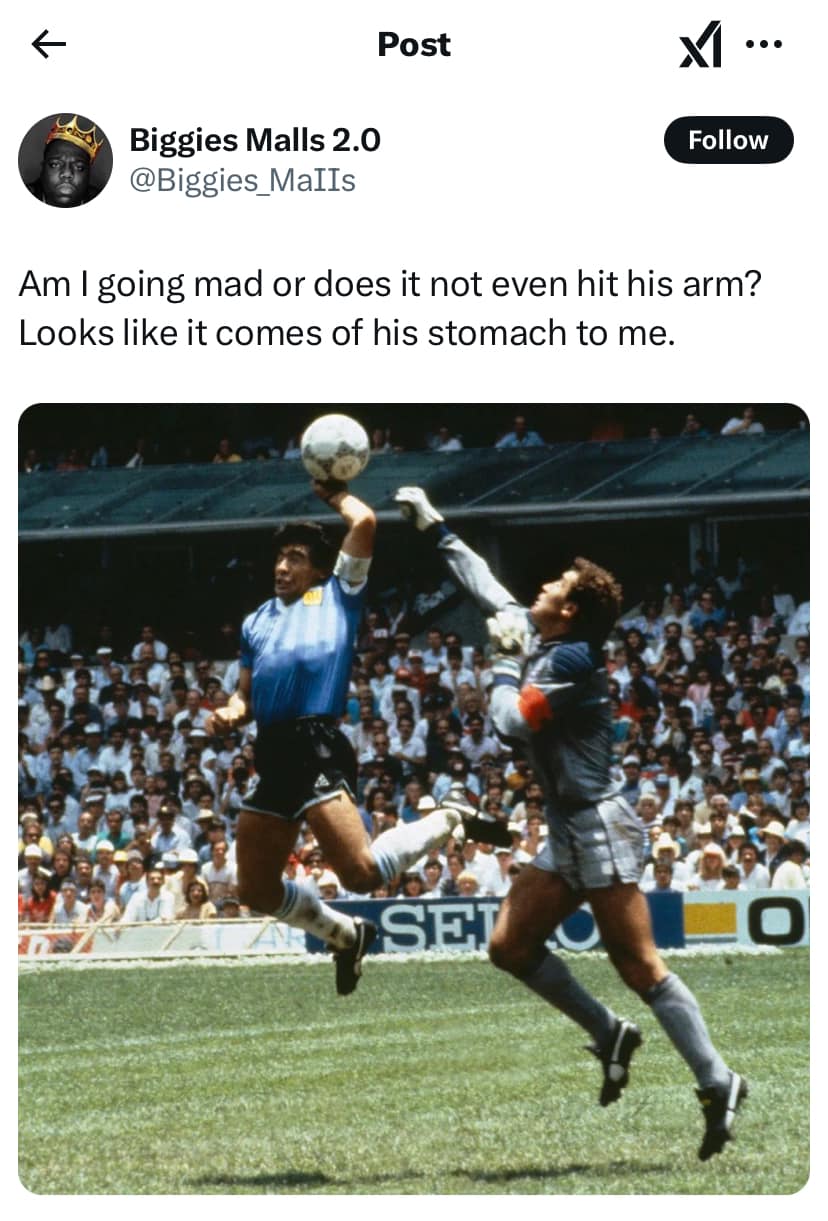 Post
Biggies Malls 2.0
Follow
@Biggies_MaIIs
Am I going mad or does it not even hit his arm?
Looks like it comes of his stomach to me.
SEI
O
O